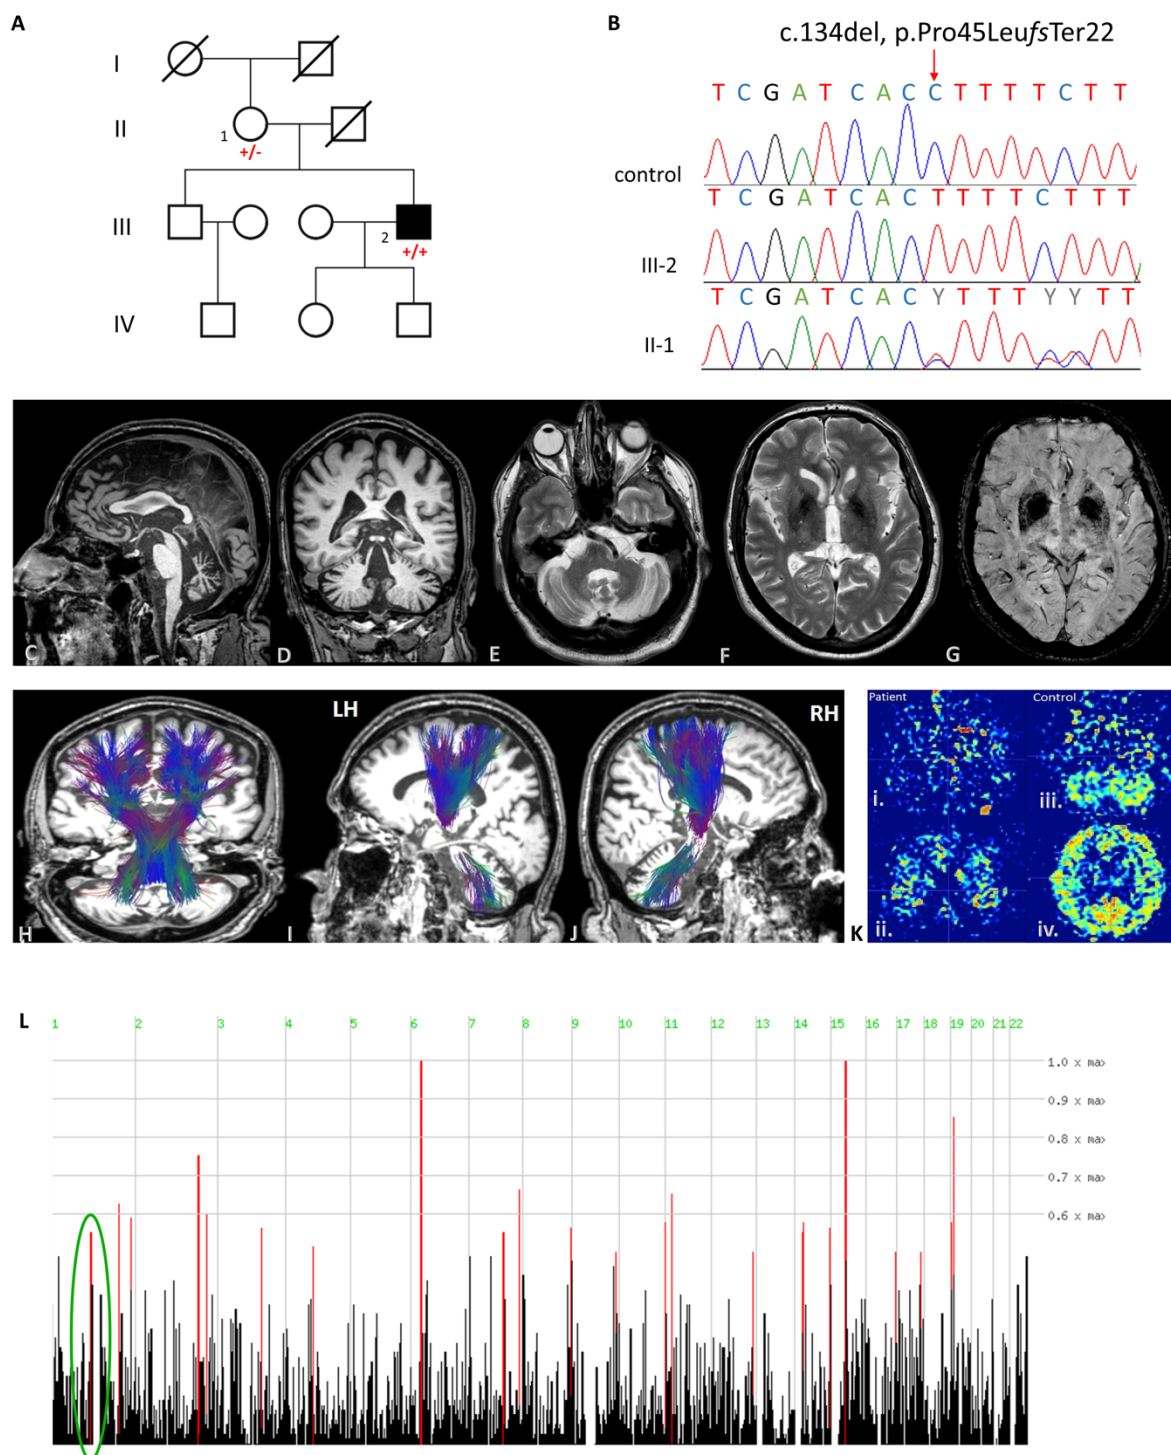 A
I
II
1
+/-
III
2
+/+
IV
B
c.134del, p.Pro45LeufsTer22
T C G A T C A C C T T T T C T T
control
T C G A T C A C T T T T C T T T
III-2
T C G A T C A C Y T T T Y Y T T
II-1
C
D
E
F
G
LH
RH
H
I
J
K
Patient
Control
i.
iii.
ii.
iv.
L
1 2 3 4 5 6 7 8 9 10 11 12 13 14 15 16 17 18 19 20 21 22
1.0 x ma>
0.9 x ma>
0.8 x ma>
0.7 x ma>
0.6 x ma>